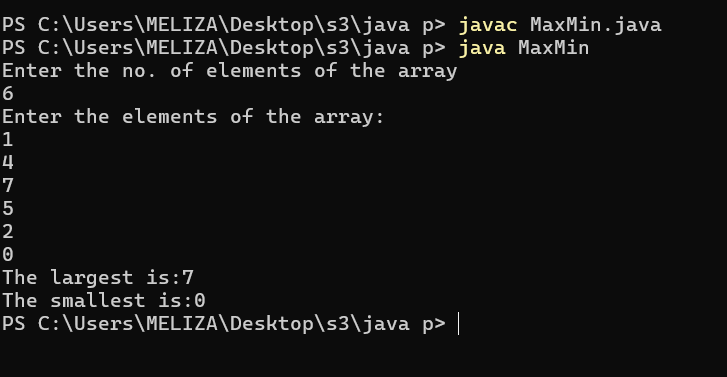 PS C:\Users\MELIZA\Desktop\s3\java p> javac MaxMin.java
PS C:\Users\MELIZA\Desktop\s3\java p> java MaxMin
Enter the no. of elements of the array
6
Enter the elements of the array:
1
4
7
5
2
0
The largest is:7
The smallest is:0
PS C:\Users\MELIZA\Desktop\s3\java p>